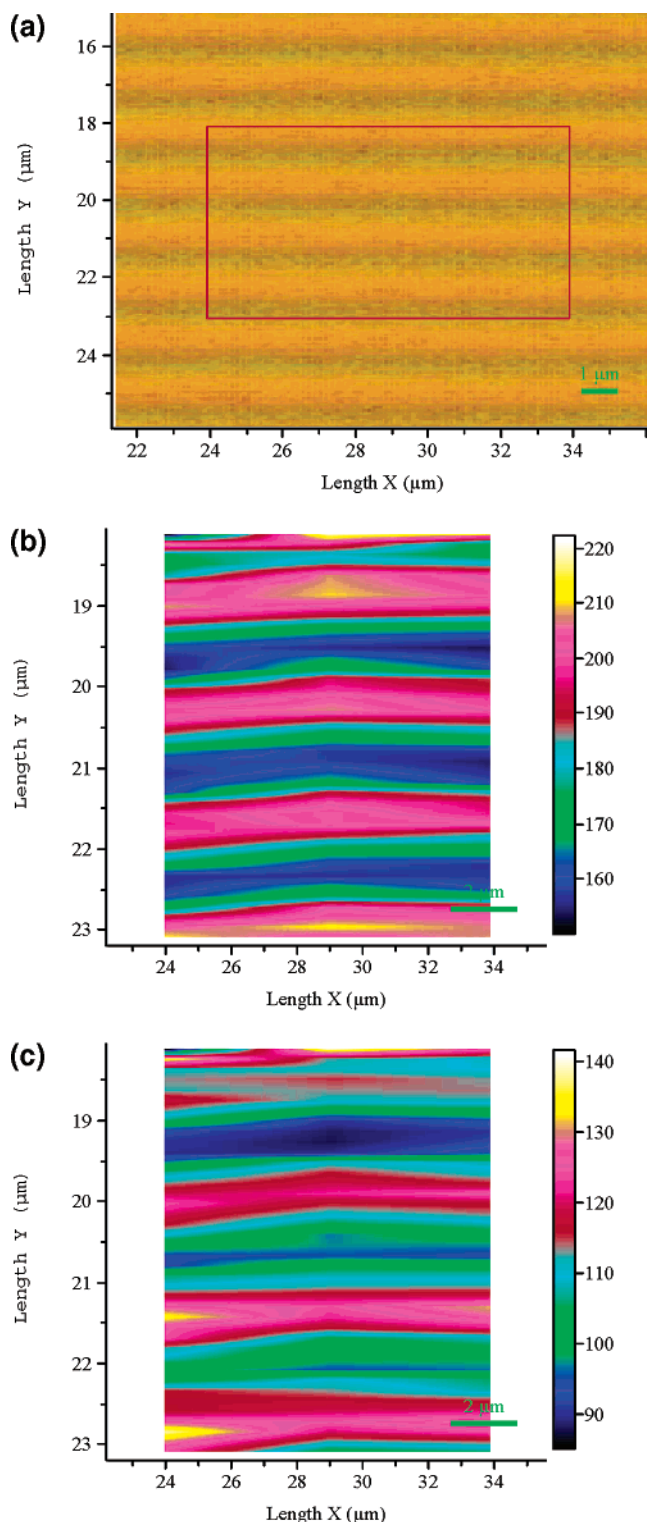 (a)
16
18
20
22
24
Length Y (µm)
1 µm
22 24 26 28 30 32 34
Length X (µm)
(b)
19
20
21
22
23
Length Y (µm)
220
210
200
190
180
170
160
2 µm
24 26 28 30 32 34
Length X (µm)
(c)
19
20
21
22
23
Length Y (µm)
140
130
120
110
100
90
2 µm
24 26 28 30 32 34
Length X (µm)